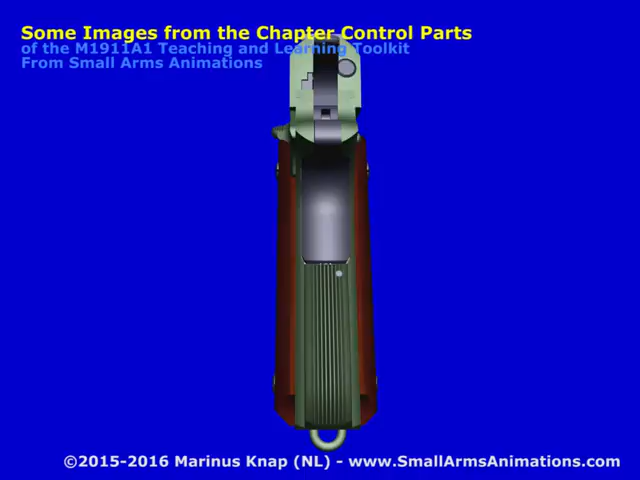 Some Images from the Chapter Control Parts
of the M1911A1 Teaching and Learning Toolkit
From Small Arms Animations
©2015-2016 Marinus Knap (NL) - www.SmallArmsAnimations.com